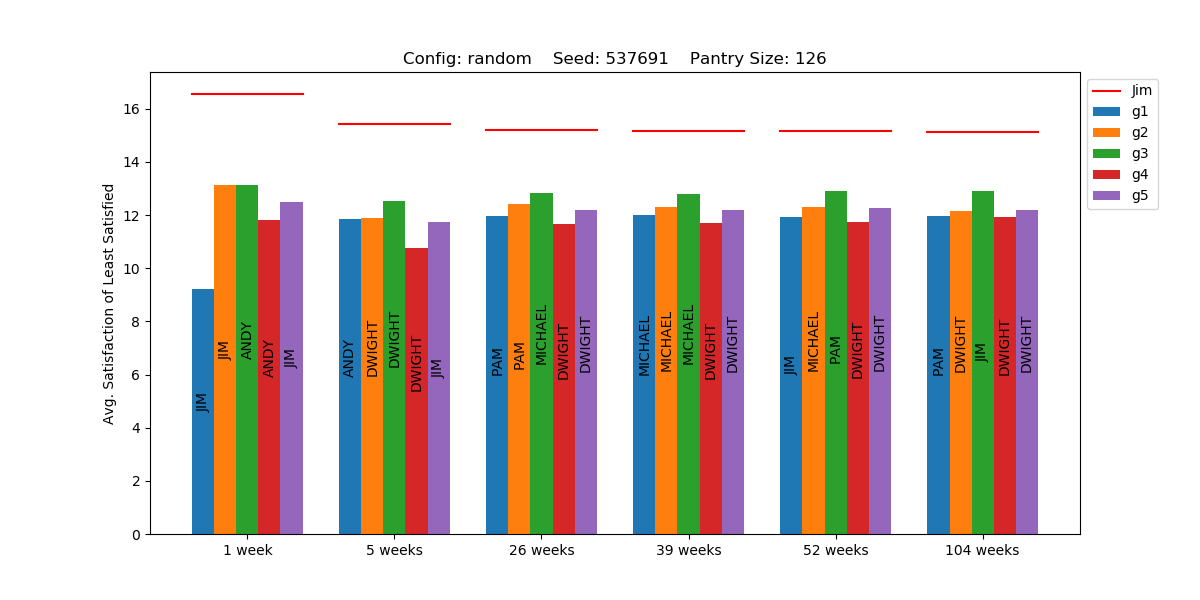 Config: random    Seed: 537691    Pantry Size: 126
Avg. Satisfaction of Least Satisfied
16
14
12
10
8
6
4
2
0
JIM
JIM
ANDY
ANDY
JIM
ANDY
DWIGHT
DWIGHT
DWIGHT
JIM
PAM
PAM
MICHAEL
DWIGHT
DWIGHT
MICHAEL
MICHAEL
MICHAEL
DWIGHT
DWIGHT
JIM
MICHAEL
PAM
DWIGHT
DWIGHT
PAM
DWIGHT
JIM
DWIGHT
DWIGHT
1 week
5 weeks
26 weeks
39 weeks
52 weeks
104 weeks
Jim
g1
g2
g3
g4
g5